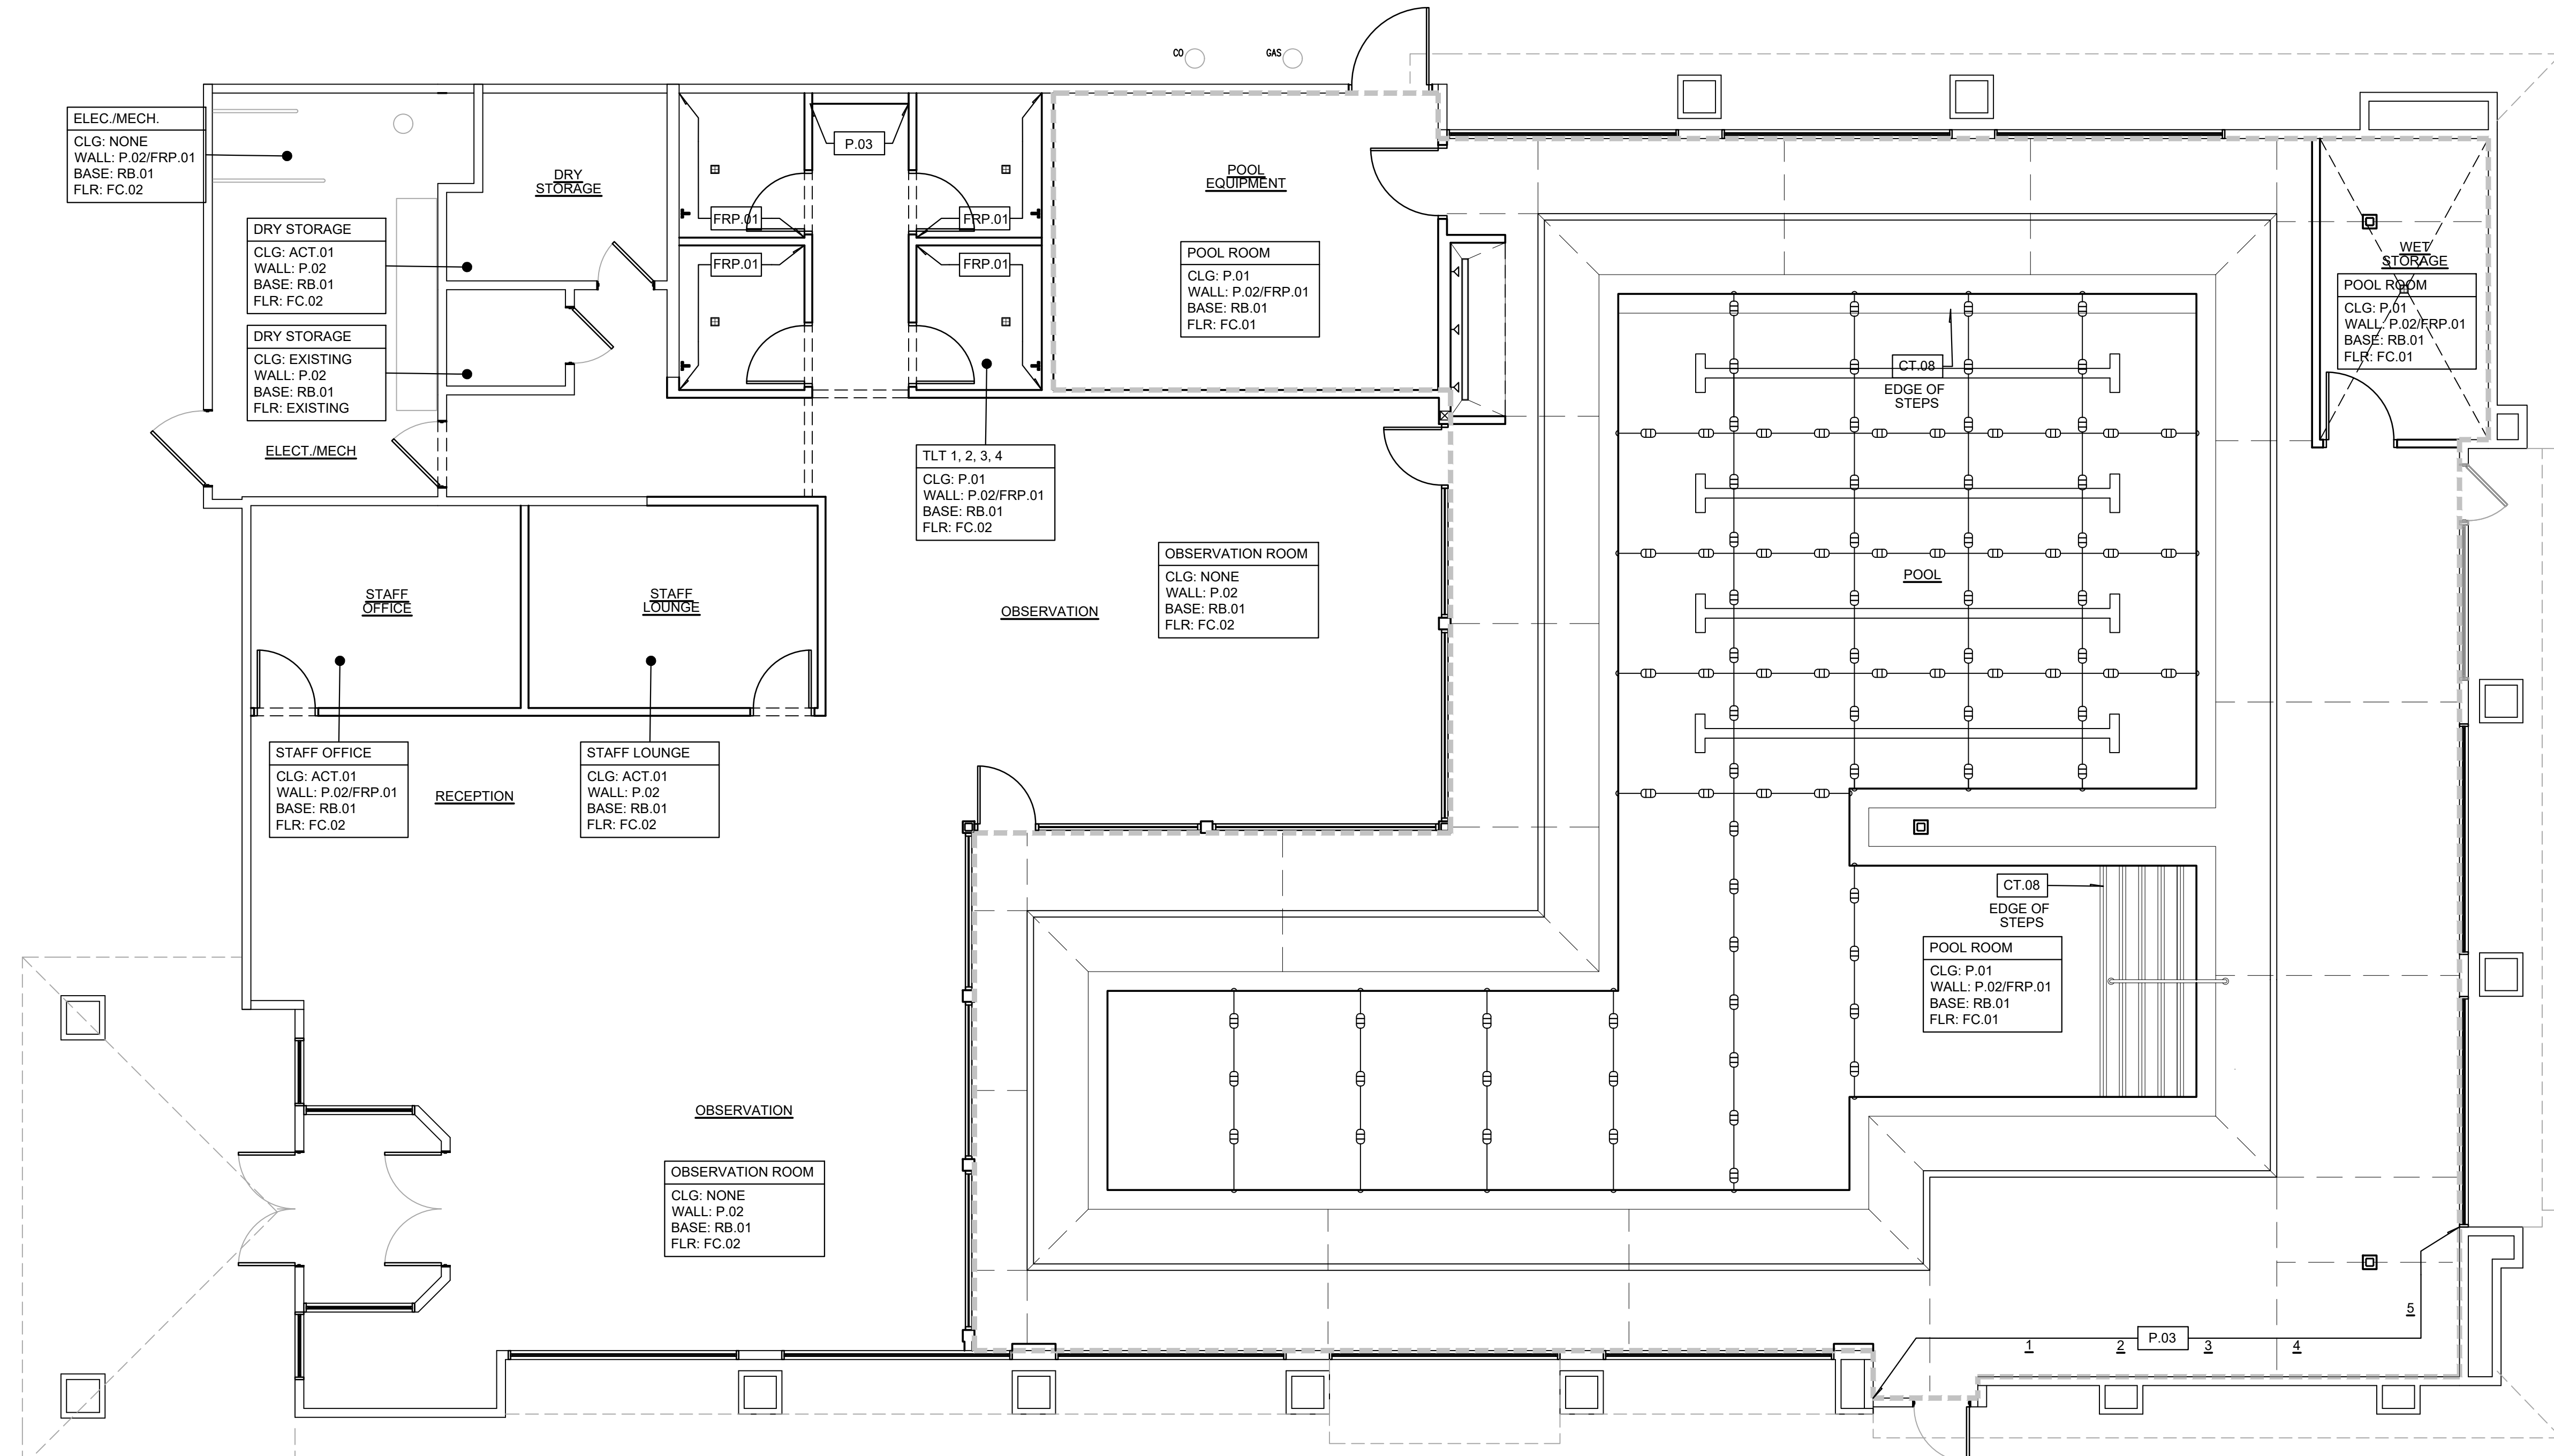 CO
GAS
ELEC./MECH.
CLG: NONE
WALL: P.02/FRP.01
BASE: RB.01
FLR: FC.02
P.03
DRY
STORAGE
POOL
EQUIPMENT
FRP.01
FRP.01
DRY STORAGE
CLG: ACT.01
WALL: P.02
BASE: RB.01
FLR: FC.02
FRP.01
FRP.01
POOL ROOM
CLG: P.01
WALL: P.02/FRP.01
BASE: RB.01
FLR: FC.01
WET
STORAGE
POOL ROOM
CLG: P.01
WALL: P.02/FRP.01
BASE: RB.01
FLR: FC.01
DRY STORAGE
CLG: EXISTING
WALL: P.02
BASE: RB.01
FLR: EXISTING
CT.08
EDGE OF
STEPS
ELECT./MECH
TLT 1, 2, 3, 4
CLG: P.01
WALL: P.02/FRP.01
BASE: RB.01
FLR: FC.02
OBSERVATION ROOM
CLG: NONE
WALL: P.02
BASE: RB.01
FLR: FC.02
POOL
STAFF
OFFICE
STAFF
LOUNGE
OBSERVATION
STAFF OFFICE
CLG: ACT.01
WALL: P.02/FRP.01
BASE: RB.01
FLR: FC.02
STAFF LOUNGE
CLG: ACT.01
WALL: P.02
BASE: RB.01
FLR: FC.02
RECEPTION
CT.08
EDGE OF
STEPS
POOL ROOM
CLG: P.01
WALL: P.02/FRP.01
BASE: RB.01
FLR: FC.01
OBSERVATION
OBSERVATION ROOM
CLG: NONE
WALL: P.02
BASE: RB.01
FLR: FC.02
5
1
2
P.03
3
4